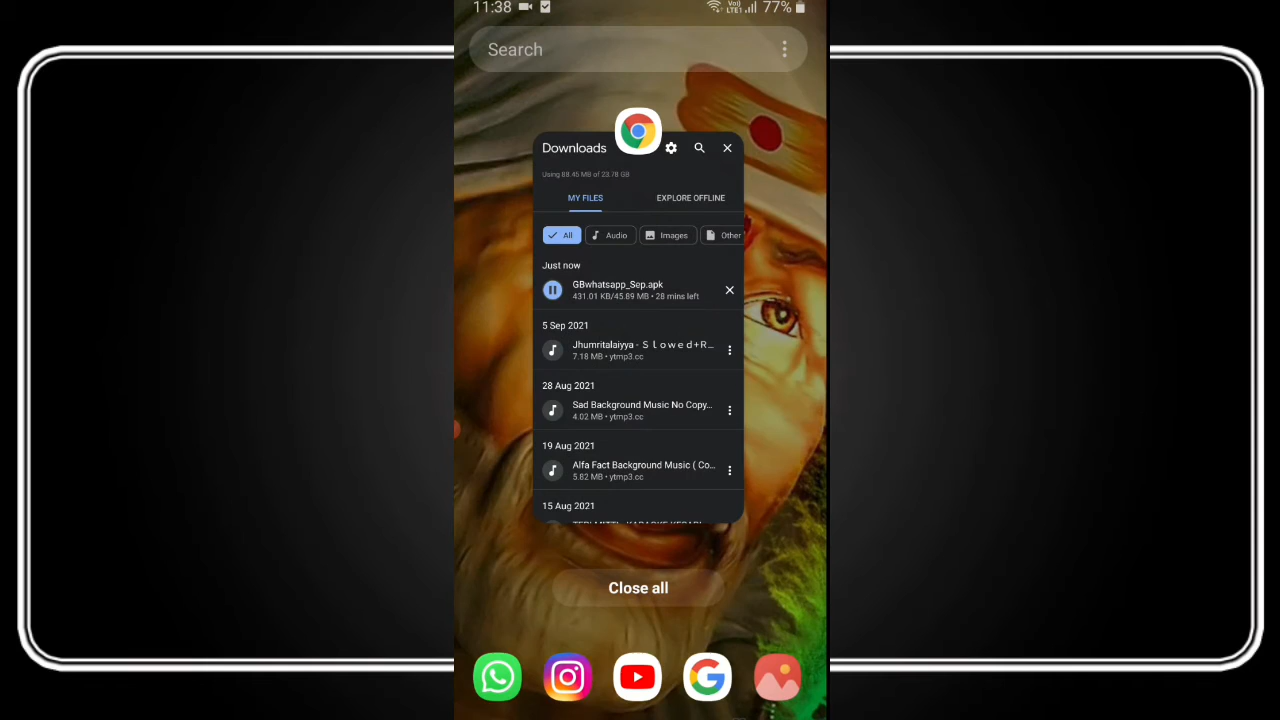 11:38
Vo)
LTE1
77%
Search
Downloads
Using 88.45 MB of 23.78 GB
MY FILES
EXPLORE OFFLINE
All
Audio
Images
Other
Just now
GBwhatsapp_Sep.apk
431.01 KB/45.89 MB • 28 mins left
5 Sep 2021
Jhumritalaiyya - S l o w e d + R...
7.18 MB • ytmp3.cc
28 Aug 2021
Sad Background Music No Copy...
4.02 MB • ytmp3.cc
19 Aug 2021
Alfa Fact Background Music ( Co...
5.82 MB • ytmp3.cc
15 Aug 2021
Close all